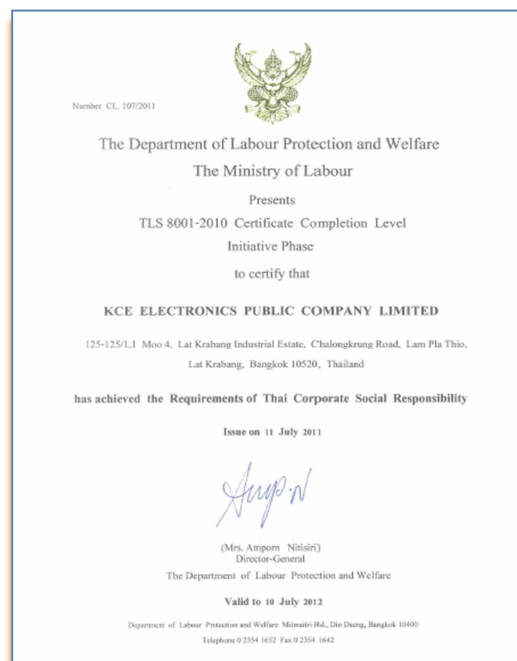 Number CL. 107/2011
The Department of Labour Protection and Welfare
The Ministry of Labour
Presents
TLS 8001-2010 Certificate Completion Level
Initiative Phase
to certify that
KCE ELECTRONICS PUBLIC COMPANY LIMITED
125-125/1,1 Moo 4, Lat Krabang Industrial Estate, Chalongkrung Road, Lam Pla Thio,
Lat Krabang, Bangkok 10520, Thailand
has achieved the Requirements of Thai Corporate Social Responsibility
Issue on 11 July 2011
(Mrs. Amporn Nitisiri)
Director-General
The Department of Labour Protection and Welfare
Valid to 10 July 2012
Department of Labour Protection and Welfare Mitmaitri Rd., Din Daeng, Bangkok 10400
Telephone 0 2354 1652 Fax 0 2354 1642